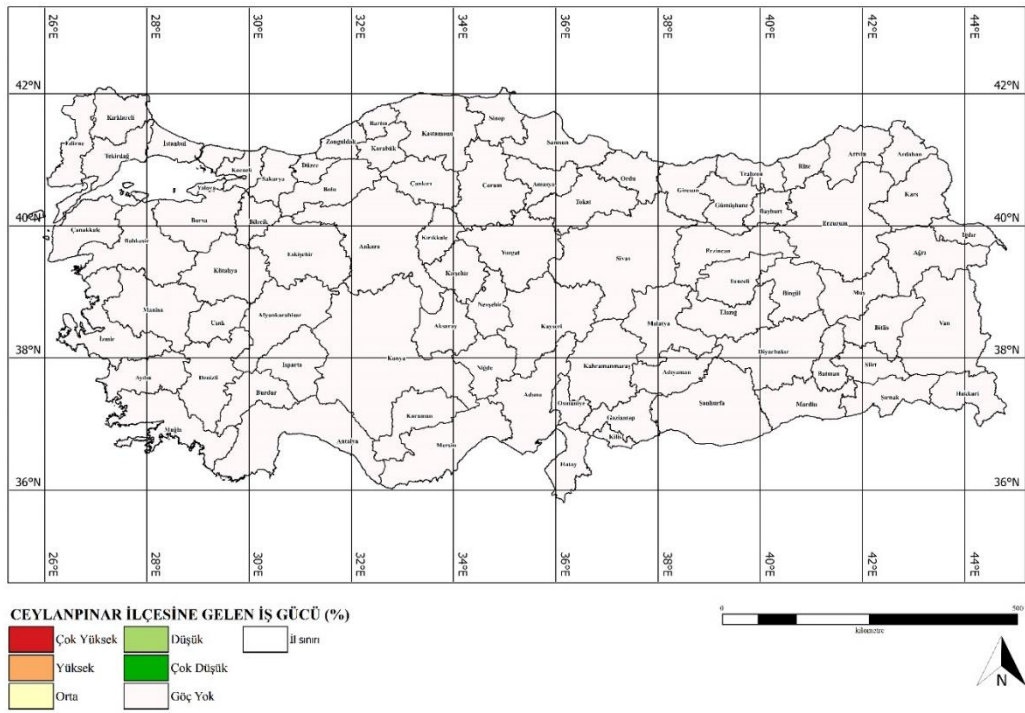 26°E 28°E 30°E 32°E 34°E 36°E 38°E 40°E 42°E 44°E
42°N 42°N
Kırklareli
Edirne
Tekirdağ
İstanbul
Kocaeli
Yalova
Sakarya
Düzce
Zonguldak
Bartın
Karabük
Kastamonu
Sinop
Samsun
Bolu
Çankırı
Çorum
Amasya
Ordu
Tokat
Giresun
Trabzon
Gümüşhane
Bayburt
Rize
Artvin
Ardahan
Kars
Erzurum
40°N 40°N
Çanakkale
Balıkesir
Bursa
Bilecik
Eskişehir
Kütahya
Ankara
Kırıkkale
Kırşehir
Yozgat
Sivas
Erzincan
Tunceli
Bingöl
Elazığ
Muş
Ağrı
Iğdır
Van
Bitlis
Manisa
İzmir
Uşak
Afyonkarahisar
Aksaray
Nevşehir
Kayseri
Malatya
Diyarbakır
38°N 38°N
Konya
Isparta
Aydın
Denizli
Burdur
Niğde
Kahramanmaraş
Adıyaman
Batman
Siirt
Şırnak
Hakkari
Mardin
Şanlıurfa
Adana
Osmaniye
Gaziantep
Kilis
Hatay
Karaman
Mersin
Antalya
Muğla
36°N 36°N
26°E 28°E 30°E 32°E 34°E 36°E 38°E 40°E 42°E 44°E
CEYLANPINAR İLÇESİNE GELEN İŞ GÜCÜ (%)
Çok Yüksek Düşük İl sınırı
Yüksek Çok Düşük
Orta Göç Yok
0 500
kilometre
N